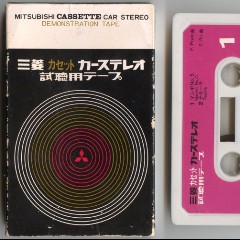 MITSUBISHI CASSETTE CAR STEREO
DEMONSTRATION TAPE
三菱 カセット カーステレオ
試聴用テープ
1
三菱 カセット カーステレオ
試聴用テープ